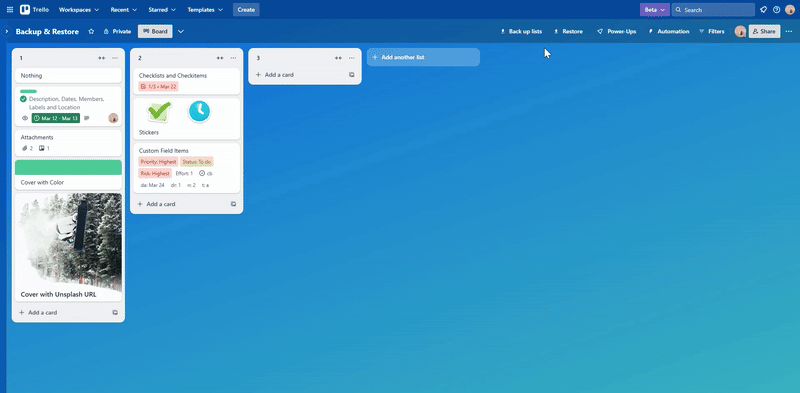 Trello Workspaces Recent Starred Templates Create Beta Search
Backup & Restore Private Board Back up lists Restore Power-Ups Automation Filters Share
1
Nothing
Description, Dates, Members,
Labels and Location
Mar 12 - Mar 13
Attachments
2 1
Cover with Color
Cover with Unsplash URL
Add a card
2
Checklists and Checkitems
1/3 • Mar 22
Stickers
Custom Field Items
Priority: Highest Status: To do
Risk: Highest Effort: 1 cb
da: Mar 24 dr: 1 n: 2 t: a
Add a card
3
Add a card
Add another list